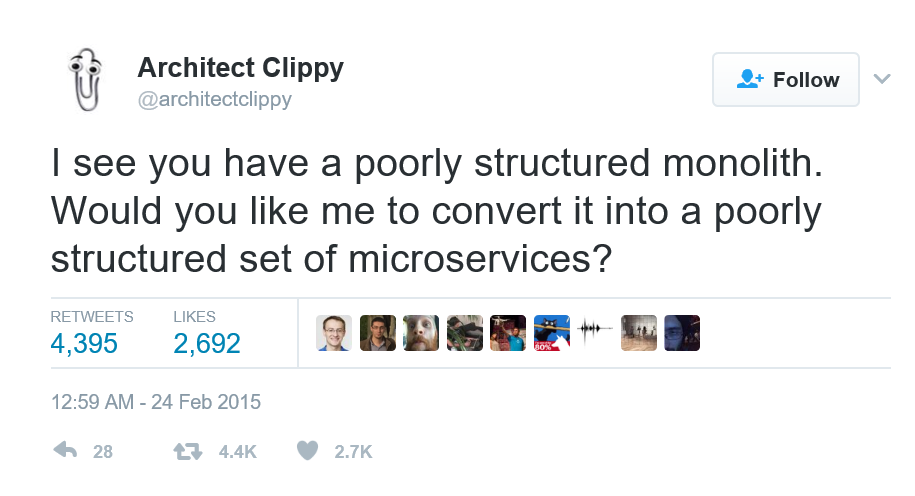 Architect Clippy
@architectclippy
Follow
I see you have a poorly structured monolith.
Would you like me to convert it into a poorly
structured set of microservices?
RETWEETS LIKES
4,395 2,692
80%
12:59 AM - 24 Feb 2015
28 4.4K 2.7K